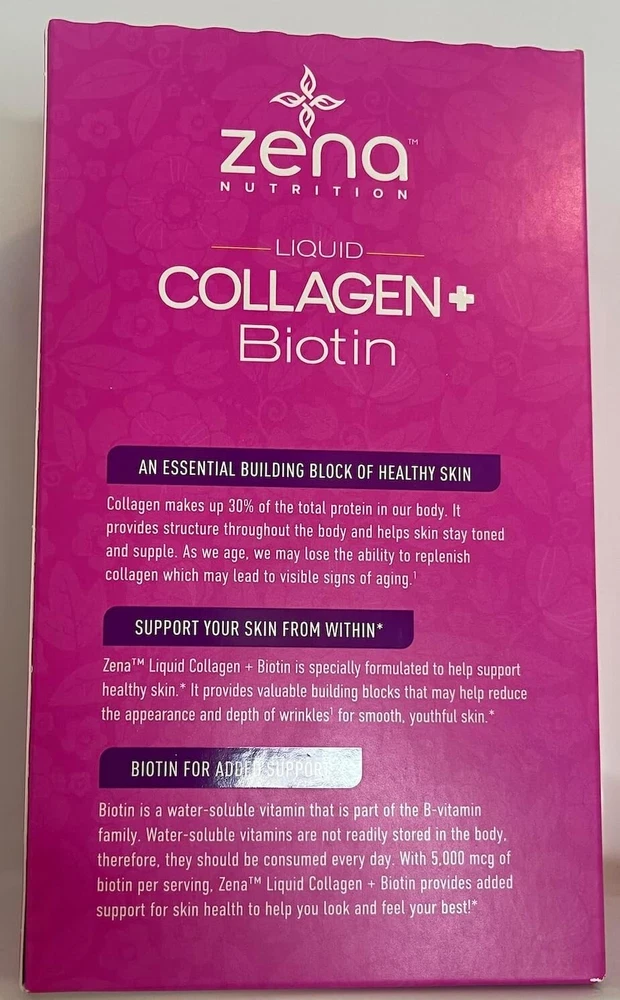 zena™
NUTRITION
LIQUID
COLLAGEN+
Biotin
AN ESSENTIAL BUILDING BLOCK OF HEALTHY SKIN
Collagen makes up 30% of the total protein in our body. It
provides structure throughout the body and helps skin stay toned
and supple. As we age, we may lose the ability to replenish
collagen which may lead to visible signs of aging.¹
SUPPORT YOUR SKIN FROM WITHIN*
Zena™ Liquid Collagen + Biotin is specially formulated to help support
healthy skin.* It provides valuable building blocks that may help reduce
the appearance and depth of wrinkles¹ for smooth, youthful skin.*
BIOTIN FOR ADDED SUPPORT
Biotin is a water-soluble vitamin that is part of the B-vitamin
family. Water-soluble vitamins are not readily stored in the body,
therefore, they should be consumed every day. With 5,000 mcg of
biotin per serving, Zena™ Liquid Collagen + Biotin provides added
support for skin health to help you look and feel your best!*